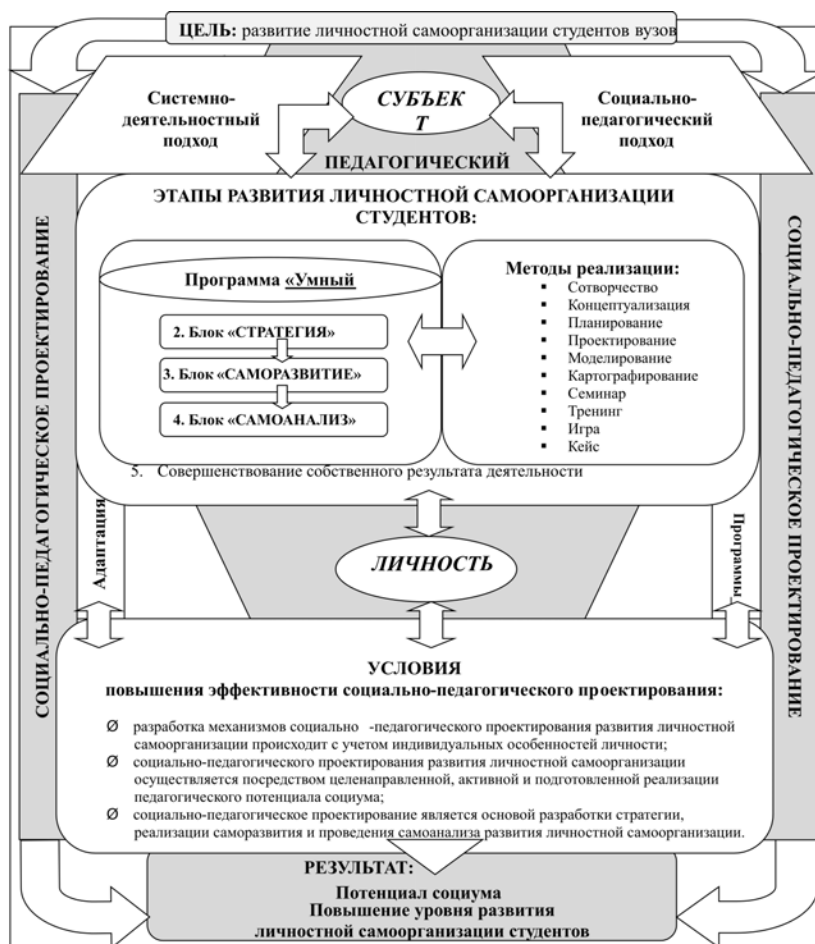 ЦЕЛЬ: развитие личностной самоорганизации студентов вузов
Системно-
деятельностный
подход
СУБЪЕК
Т
Социально-
педагогический
подход
ПЕДАГОГИЧЕСКИЙ
СОЦИАЛЬНО-ПЕДАГОГИЧЕСКОЕ ПРОЕКТИРОВАНИЕ
ЭТАПЫ РАЗВИТИЯ ЛИЧНОСТНОЙ САМООРГАНИЗАЦИИ
СТУДЕНТОВ:
Программа «Умный
2. Блок «СТРАТЕГИЯ»
3. Блок «САМОРАЗВИТИЕ»
4. Блок «САМОАНАЛИЗ»
Методы реализации:
▪ Сотворчество
▪ Концептуализация
▪ Планирование
▪ Проектирование
▪ Моделирование
▪ Картографирование
▪ Семинар
▪ Тренинг
▪ Игра
▪ Кейс
5. Совершенствование собственного результата деятельности
СОЦИАЛЬНО-ПЕДАГОГИЧЕСКОЕ ПРОЕКТИРОВАНИЕ
Адаптация
ЛИЧНОСТЬ
Программы
УСЛОВИЯ
повышения эффективности социально-педагогического проектирования:
Ø разработка механизмов социально -педагогического проектирования развития личностной
самоорганизации происходит с учетом индивидуальных особенностей личности;
Ø социально-педагогического проектирования развития личностной самоорганизации
осуществляется посредством целенаправленной, активной и подготовленной реализации
педагогического потенциала социума;
Ø социально-педагогическое проектирование является основой разработки стратегии,
реализации саморазвития и проведения самоанализа развития личностной самоорганизации.
РЕЗУЛЬТАТ:
Потенциал социума
Повышение уровня развития
личностной самоорганизации студентов